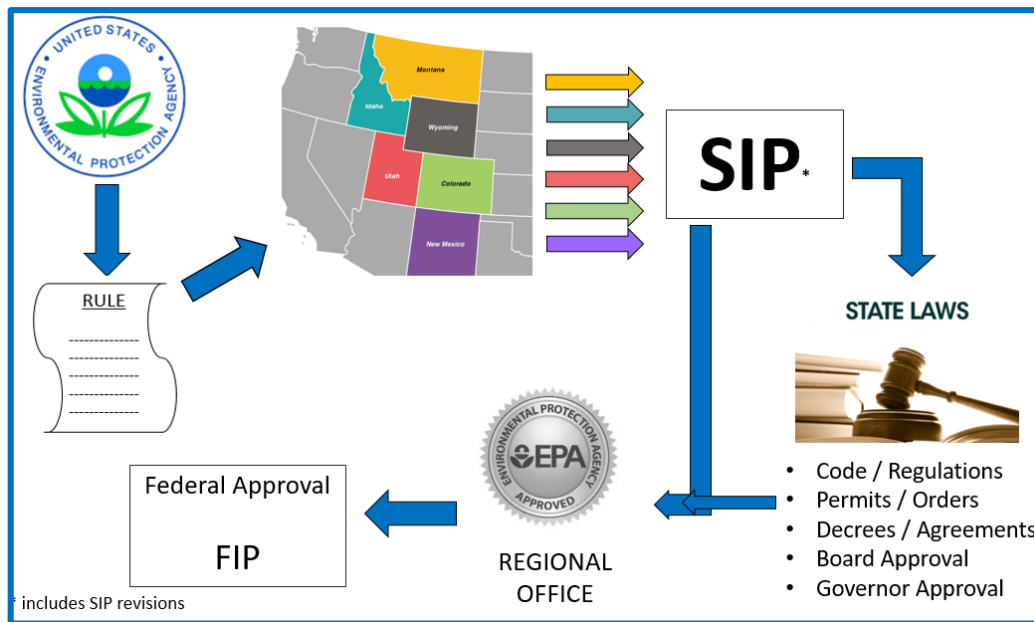 UNITED STATES
ENVIRONMENTAL PROTECTION AGENCY
RULE
Montana
Idaho
Wyoming
Utah
Colorado
New Mexico
SIP*
STATE LAWS
• Code / Regulations
• Permits / Orders
• Decrees / Agreements
• Board Approval
• Governor Approval
ENVIRONMENTAL PROTECTION AGENCY
EPA
APPROVED
REGIONAL
OFFICE
Federal Approval
FIP
* includes SIP revisions